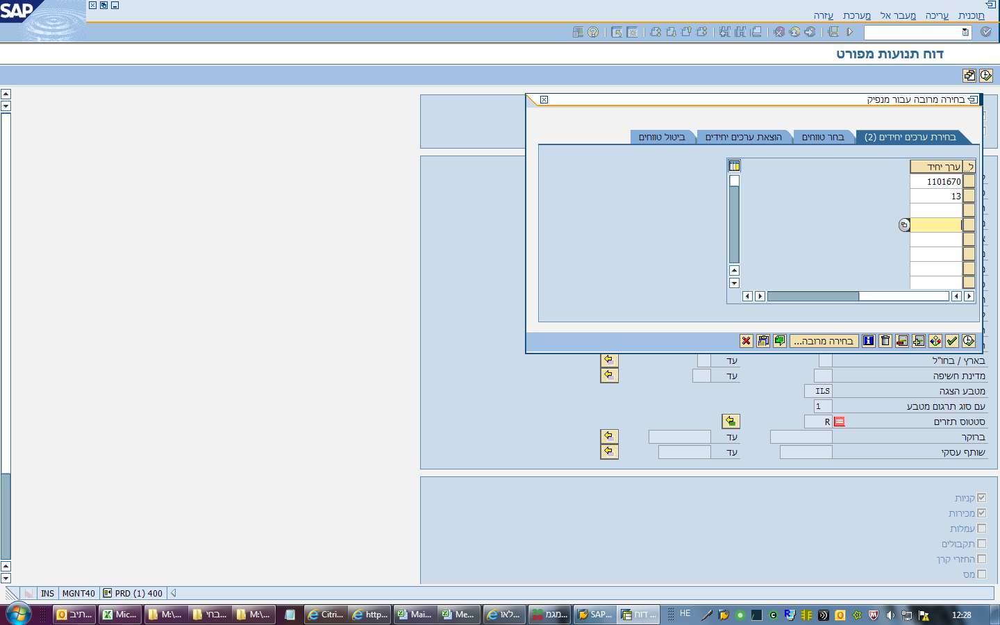 SAP
תוכנית עריכה מעבר אל מערכת עזרה
דוח תנועות מפורט
בחירה מרובה עבור מנפיק
בחירת ערכים יחידים (2) בחר טווחים הוצאת ערכים יחידים ביטול טווחים
ל.. ערך יחיד
1101670
13
בחירה מרובה...
בארץ / בחו"ל עד
מדינת חשיפה עד
מטבע הצגה ILS
עם סוג תרגום מטבע 1
סטטוס תזרים R
ברוקר עד
שותף עסקי עד
קניות
מכירות
עמלות
תקבולים
החזרי קרן
מס
INS MGNT40 PRD (1) 400
תיב... Mic... M:\... בחי... M:\... Citri... http... Mai... Me... לאו... מגמ... SAP... דוח... HE 12:28